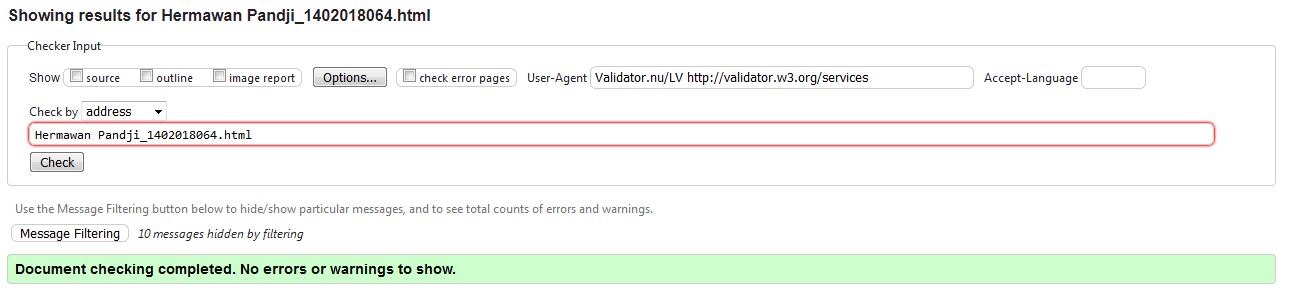 Showing results for Hermawan Pandji_1402018064.html
Checker Input
Show source outline image report Options... check error pages User-Agent Validator.nu/LV http://validator.w3.org/services Accept-Language
Check by address
Hermawan Pandji_1402018064.html
Check
Use the Message Filtering button below to hide/show particular messages, and to see total counts of errors and warnings.
Message Filtering 10 messages hidden by filtering
Document checking completed. No errors or warnings to show.